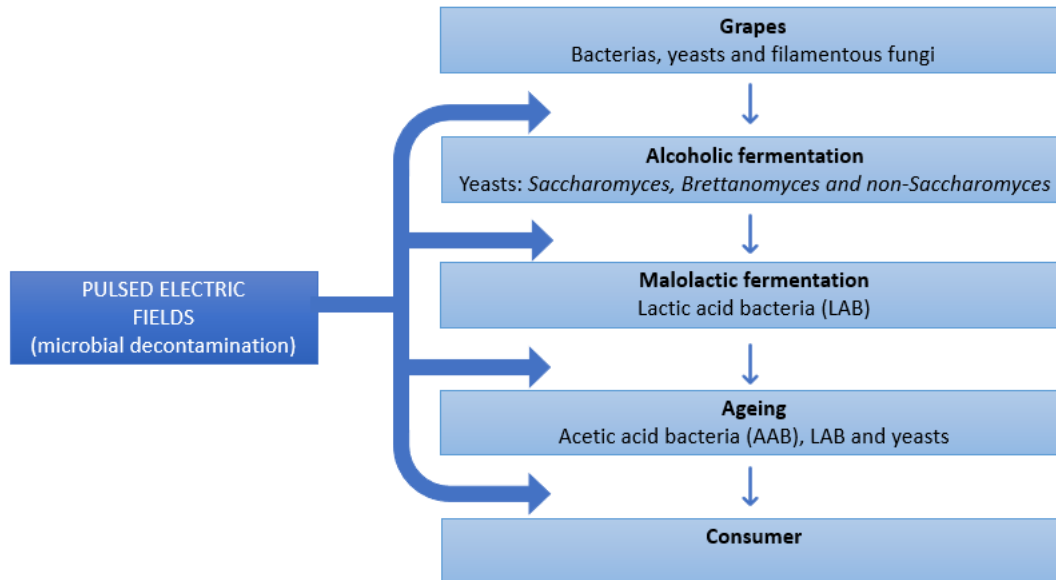 Grapes
Bacterias, yeasts and filamentous fungi
Alcoholic fermentation
Yeasts: Saccharomyces, Brettanomyces and non-Saccharomyces
PULSED ELECTRIC
FIELDS
(microbial decontamination)
Malolactic fermentation
Lactic acid bacteria (LAB)
Ageing
Acetic acid bacteria (AAB), LAB and yeasts
Consumer